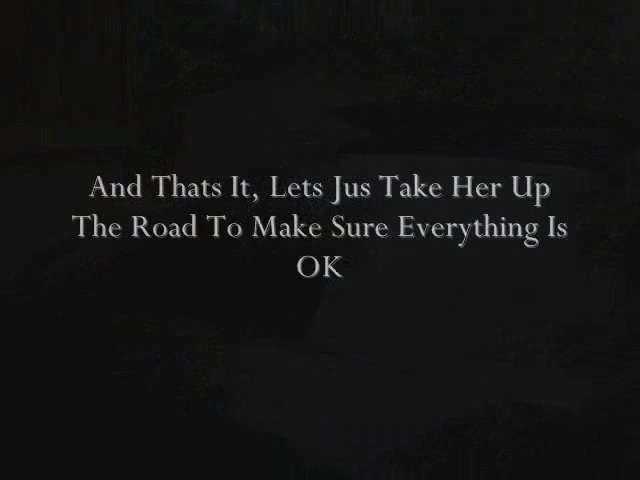 And Thats It, Lets Jus Take Her Up
The Road To Make Sure Everything Is
OK